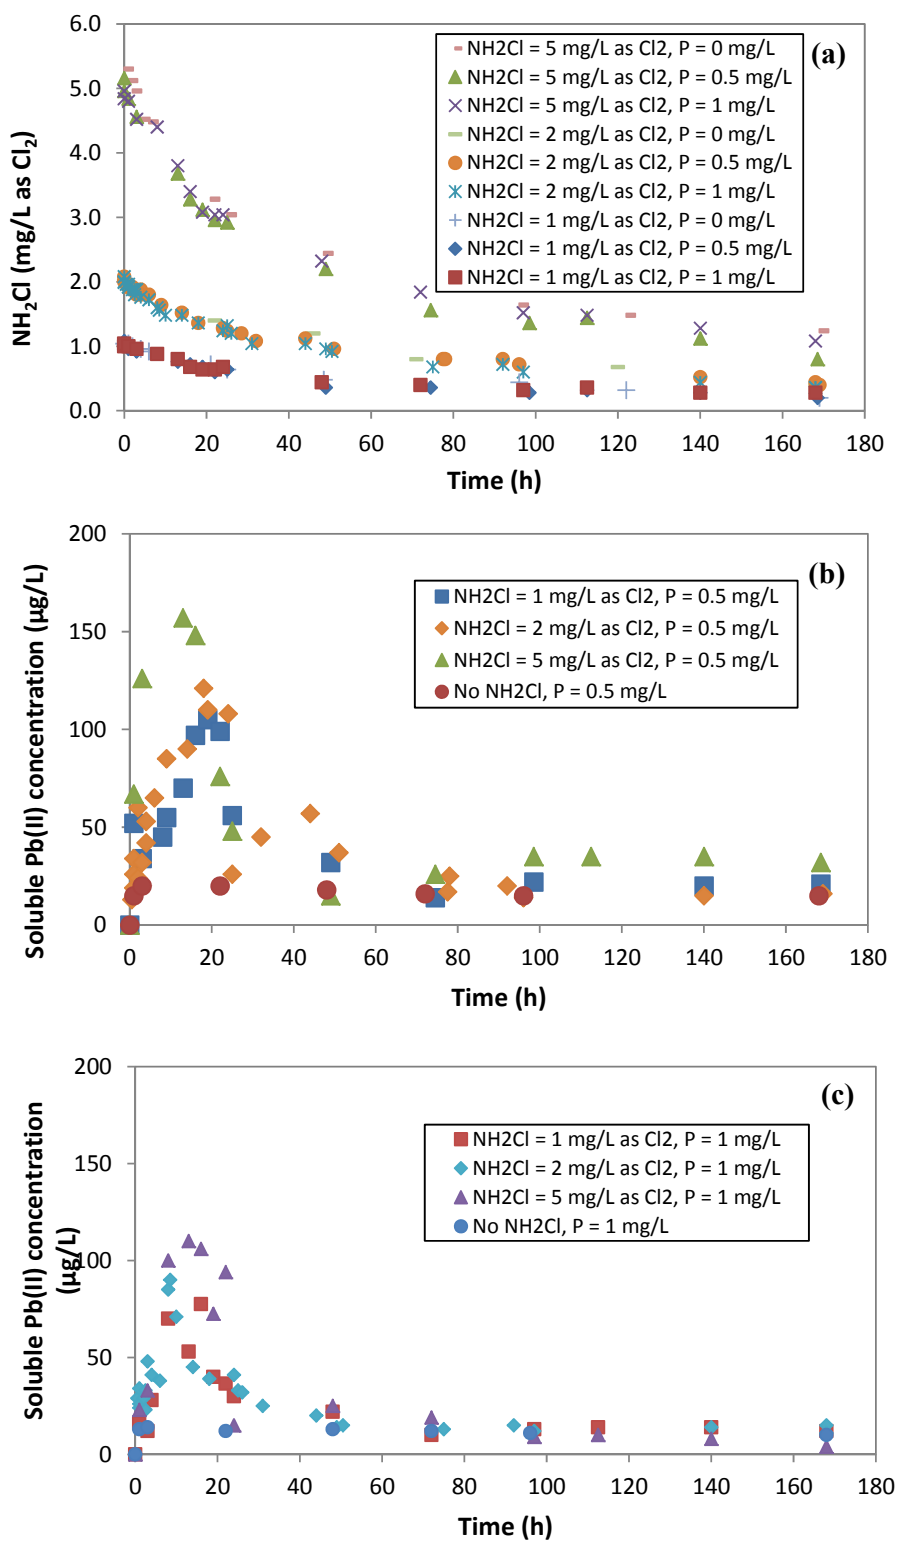 6.0
5.0
4.0
3.0
2.0
1.0
0.0
NH₂Cl (mg/L as Cl₂)
(a)
NH2Cl = 5 mg/L as Cl2, P = 0 mg/L
NH2Cl = 5 mg/L as Cl2, P = 0.5 mg/L
NH2Cl = 5 mg/L as Cl2, P = 1 mg/L
NH2Cl = 2 mg/L as Cl2, P = 0 mg/L
NH2Cl = 2 mg/L as Cl2, P = 0.5 mg/L
NH2Cl = 2 mg/L as Cl2, P = 1 mg/L
NH2Cl = 1 mg/L as Cl2, P = 0 mg/L
NH2Cl = 1 mg/L as Cl2, P = 0.5 mg/L
NH2Cl = 1 mg/L as Cl2, P = 1 mg/L
0 20 40 60 80 100 120 140 160 180
Time (h)
200
150
100
50
0
Soluble Pb(II) concentration (µg/L)
(b)
NH2Cl = 1 mg/L as Cl2, P = 0.5 mg/L
NH2Cl = 2 mg/L as Cl2, P = 0.5 mg/L
NH2Cl = 5 mg/L as Cl2, P = 0.5 mg/L
No NH2Cl, P = 0.5 mg/L
0 20 40 60 80 100 120 140 160 180
Time (h)
200
150
100
50
0
Soluble Pb(II) concentration
(µg/L)
(c)
NH2Cl = 1 mg/L as Cl2, P = 1 mg/L
NH2Cl = 2 mg/L as Cl2, P = 1 mg/L
NH2Cl = 5 mg/L as Cl2, P = 1 mg/L
No NH2Cl, P = 1 mg/L
0 20 40 60 80 100 120 140 160 180
Time (h)